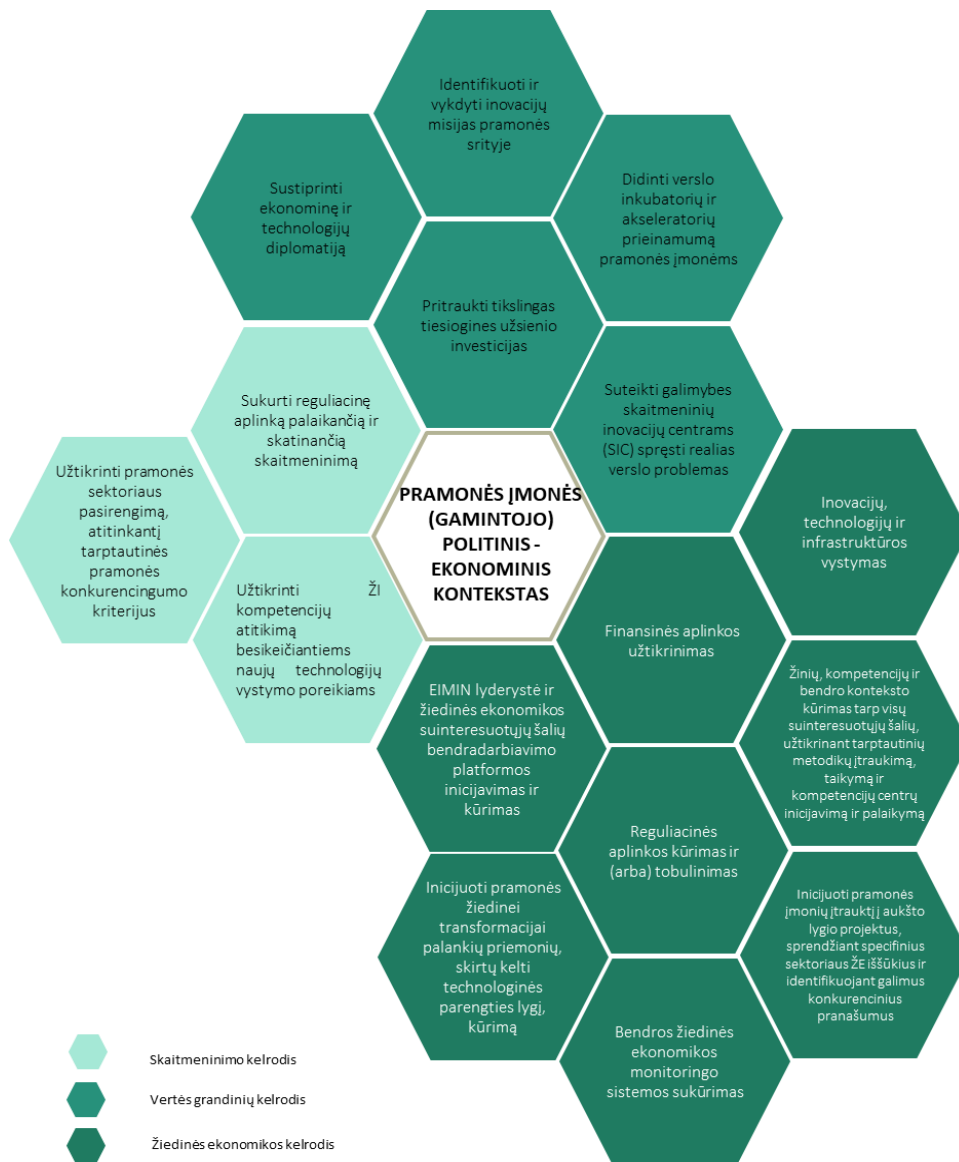 Identifikuoti ir
vykdyti inovacijų
misijas pramonės
srityje
Sustiprinti
ekonominę ir
technologijų
diplomatiją
Didinti verslo
inkubatorių ir
akseleratorių
prieinamumą
pramonės įmonėms
Pritraukti tikslingas
tiesiogines užsienio
investicijas
Sukurti reguliacinę
aplinką palaikančią ir
skatinančią
skaitmeninimą
Suteikti galimybes
skaitmeninių
inovacijų centrams
(SIC) spręsti realias
verslo problemas
Užtikrinti pramonės
sektoriaus
pasirengimą,
atitinkantį
tarptautinės
pramonės
konkurencingumo
kriterijus
PRAMONĖS ĮMONĖS
(GAMINTOJO)
POLITINIS -
EKONOMINIS
KONTEKSTAS
Inovacijų,
technologijų ir
infrastruktūros
vystymas
Užtikrinti ŽI
kompetencijų
atitikimą
besikeičiantiems
naujų technologijų
vystymo poreikiams
Finansinės aplinkos
užtikrinimas
EIMIN lyderystė ir
žiedinės ekonomikos
suinteresuotųjų šalių
bendradarbiavimo
platformos
inicijavimas ir
kūrimas
Žinių, kompetencijų ir
bendro konteksto
kūrimas tarp visų
suinteresuotųjų šalių,
užtikrinant tarptautinių
metodikų įtraukimą,
taikymą ir
kompetencijų centrų
inicijavimą ir palaikymą
Reguliacinės
aplinkos kūrimas ir
(arba) tobulinimas
Inicijuoti pramonės
žiedinei
transformacijai
palankių priemonių,
skirtų kelti
technologinės
parengties lygį,
kūrimą
Inicijuoti pramonės
įmonių įtrauktį į aukšto
lygio projektus,
sprendžiant specifinius
sektoriaus ŽE iššūkius ir
identifikuojant galimus
konkurencinius
pranašumus
Bendros žiedinės
ekonomikos
monitoringo
sistemos sukūrimas
Skaitmeninimo kelrodis
Vertės grandinių kelrodis
Žiedinės ekonomikos kelrodis